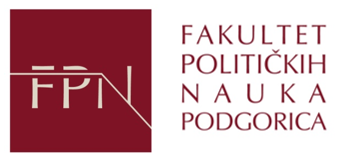 FPN
FAKULTET
POLITIČKIH
NAUKA
PODGORICA